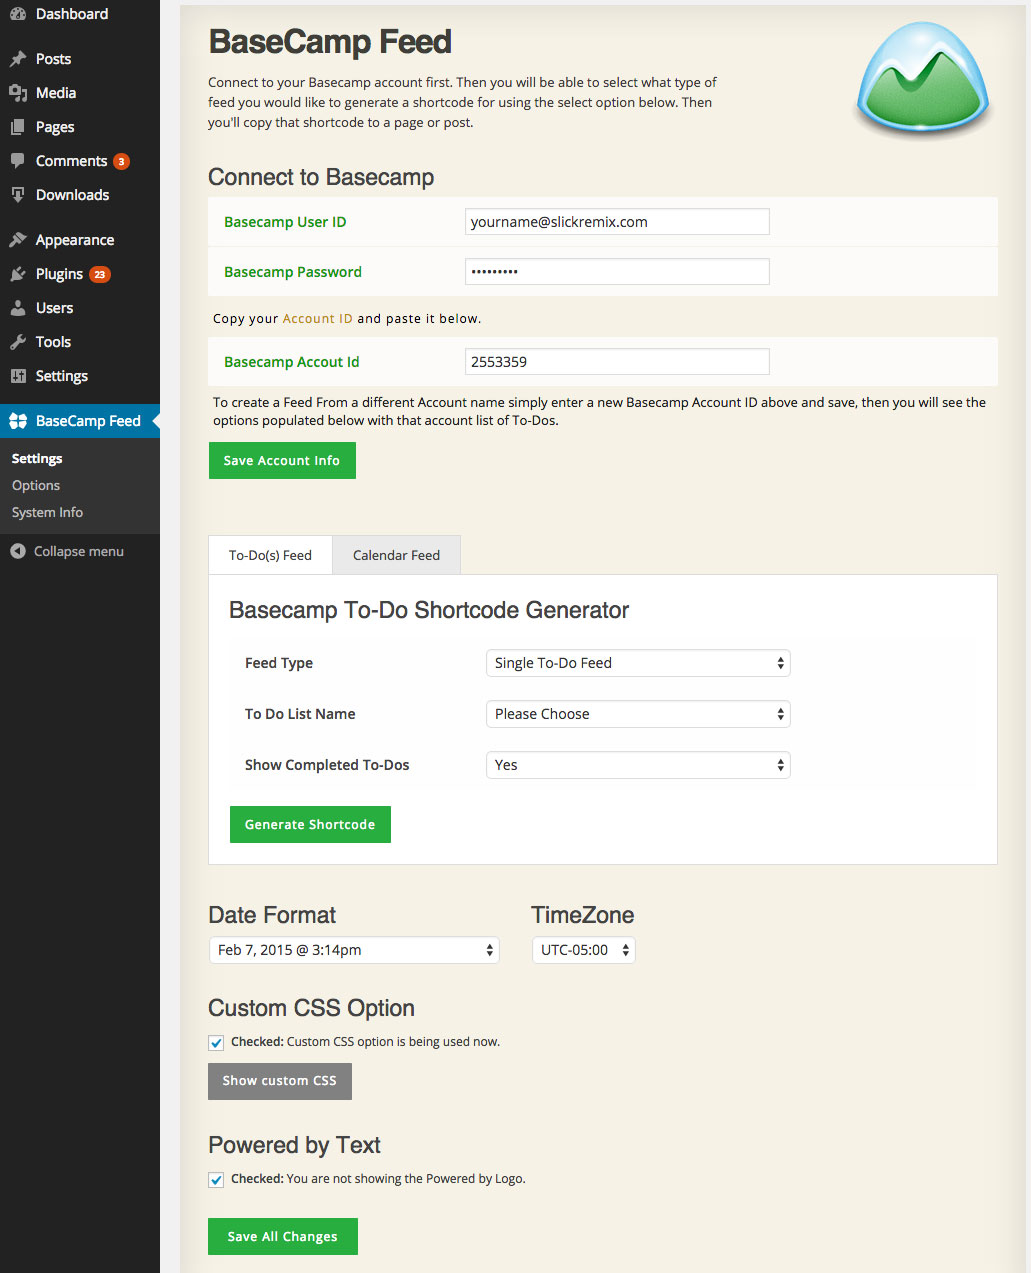 Dashboard
Posts
Media
Pages
Comments 3
Downloads
Appearance
Plugins 23
Users
Tools
Settings
BaseCamp Feed
Settings
Options
System Info
Collapse menu
BaseCamp Feed
Connect to your Basecamp account first. Then you will be able to select what type of
feed you would like to generate a shortcode for using the select option below. Then
you'll copy that shortcode to a page or post.
Connect to Basecamp
Basecamp User ID yourname@slickremix.com
Basecamp Password •••••••••
Copy your Account ID and paste it below.
Basecamp Accout Id 2553359
To create a Feed From a different Account name simply enter a new Basecamp Account ID above and save, then you will see the
options populated below with that account list of To-Dos.
Save Account Info
To-Do(s) Feed Calendar Feed
Basecamp To-Do Shortcode Generator
Feed Type Single To-Do Feed
To Do List Name Please Choose
Show Completed To-Dos Yes
Generate Shortcode
Date Format TimeZone
Feb 7, 2015 @ 3:14pm UTC-05:00
Custom CSS Option
Checked: Custom CSS option is being used now.
Show custom CSS
Powered by Text
Checked: You are not showing the Powered by Logo.
Save All Changes